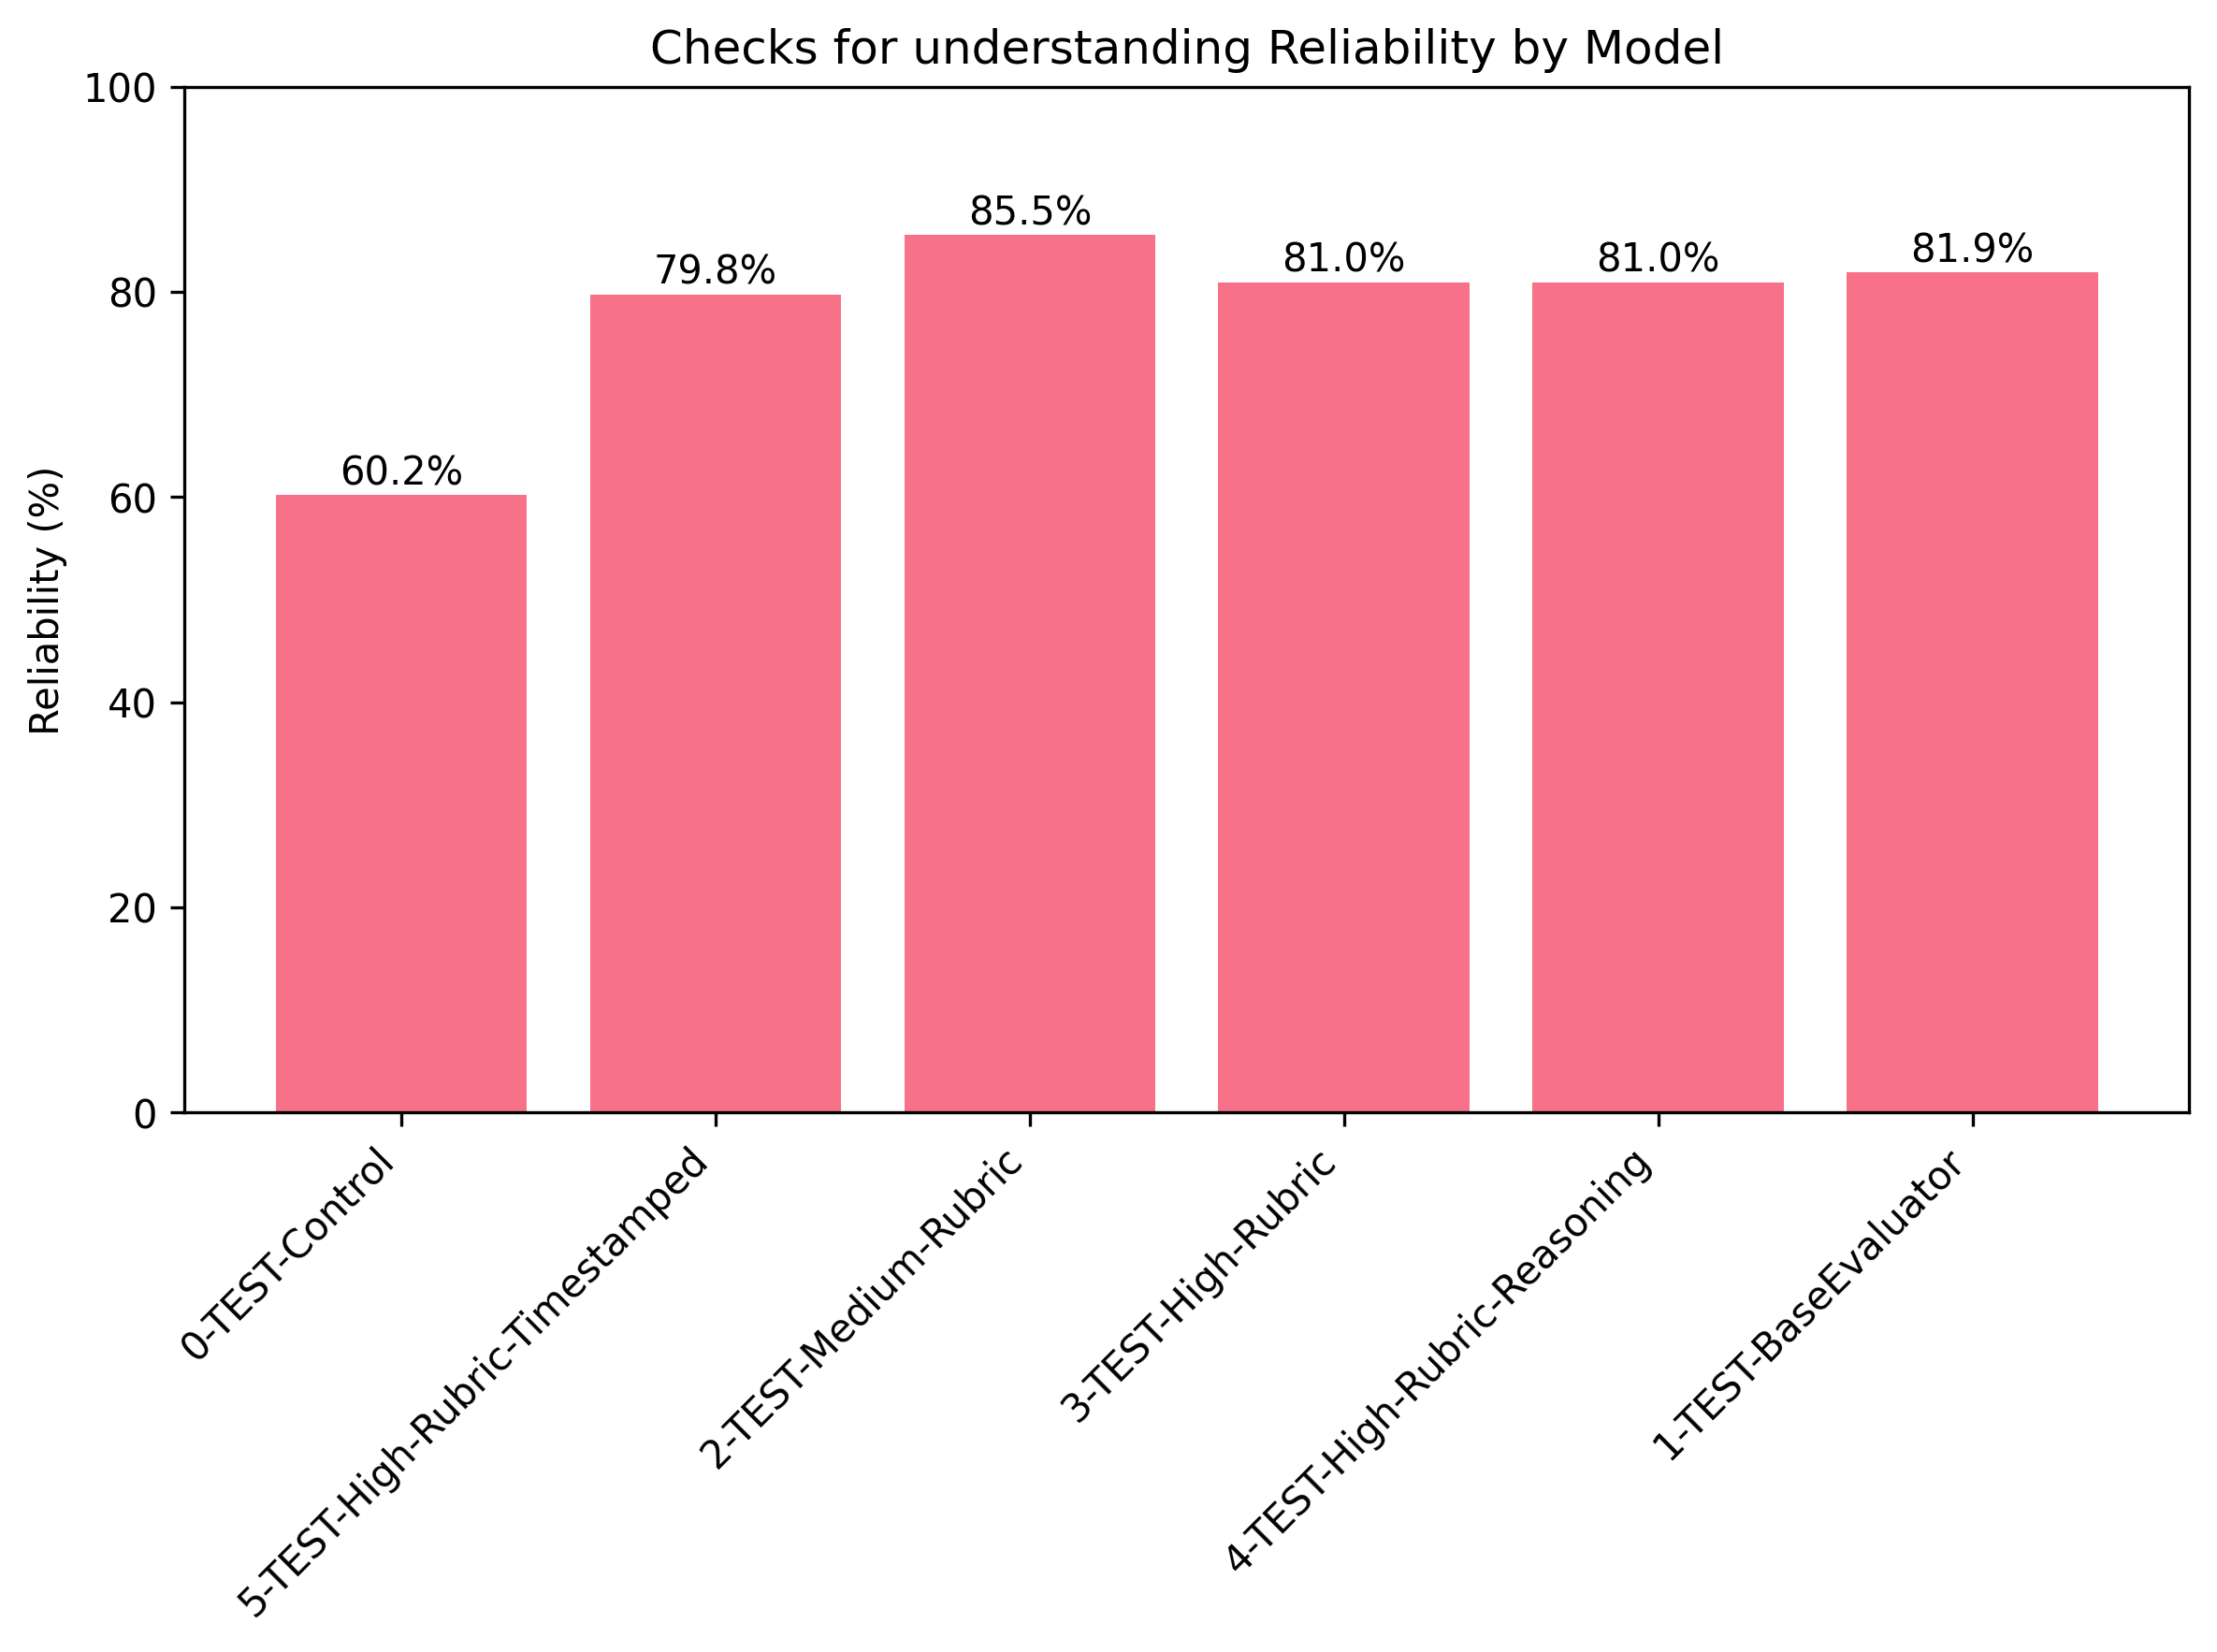 Checks for understanding Reliability by Model
Reliability (%)
100
80
60
40
20
0
60.2%
79.8%
85.5%
81.0%
81.0%
81.9%
0-TEST-Control
5-TEST-High-Rubric-Timestamped
2-TEST-Medium-Rubric
3-TEST-High-Rubric
4-TEST-High-Rubric-Reasoning
1-TEST-BaseEvaluator